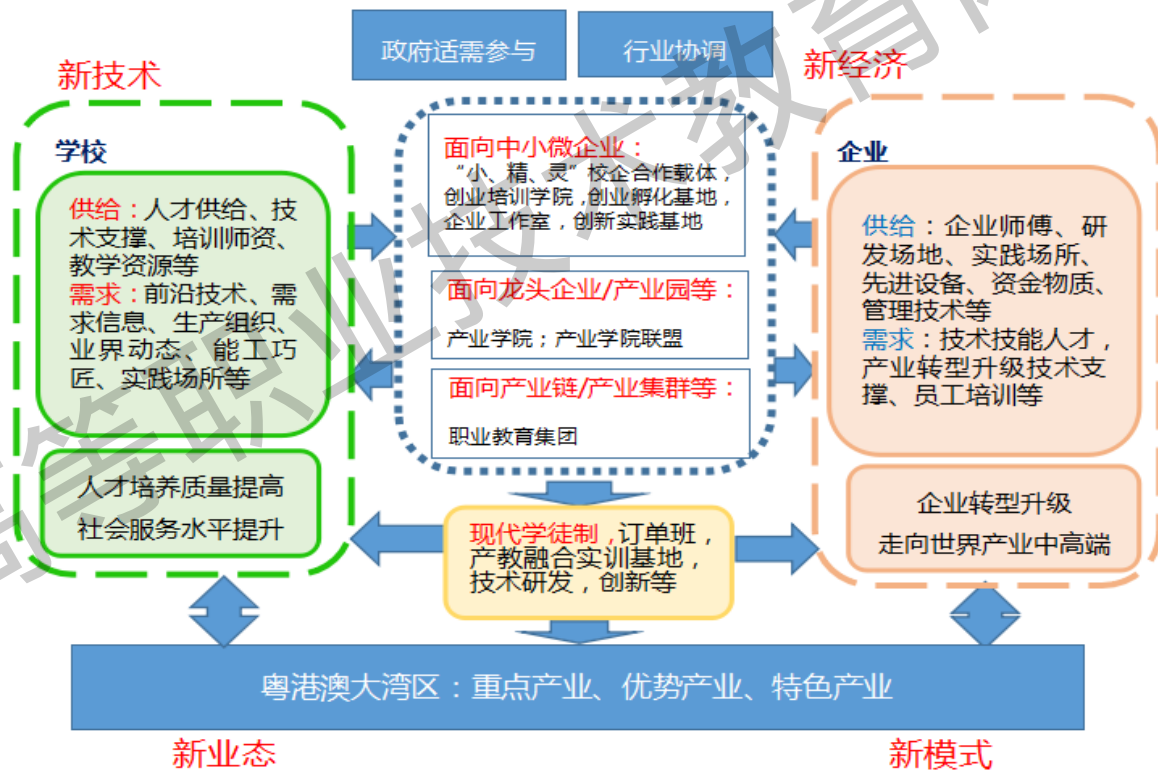 政府适需参与
行业协调
新技术
新经济
学校
供给：人才供给、技
术支撑、培训师资、
教学资源等
需求：前沿技术、需
求信息、生产组织、
业界动态、能工巧
匠、实践场所等
人才培养质量提高
社会服务水平提升
面向中小微企业：
“小、精、灵”校企合作载体，
创业培训学院，创业孵化基地，
企业工作室，创新实践基地
面向龙头企业/产业园等：
产业学院；产业学院联盟
面向产业链/产业集群等：
职业教育集团
现代学徒制，订单班，
产教融合实训基地，
技术研发，创新等
企业
供给：企业师傅、研
发场地、实践场所、
先进设备、资金物质、
管理技术等
需求：技术技能人才，
产业转型升级技术支
撑、员工培训等
企业转型升级
走向世界产业中高端
粤港澳大湾区：重点产业、优势产业、特色产业
新业态
新模式
高等职业技术教育